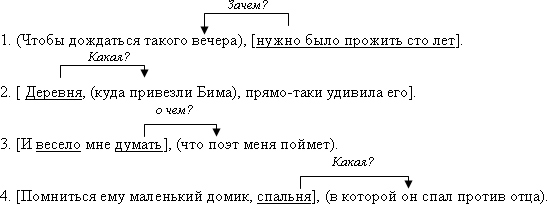 Зачем?
1. (Чтобы дождаться такого вечера), [нужно было прожить сто лет].
Какая?
2. [ Деревня, (куда привезли Бима), прямо-таки удивила его].
о чем?
3. [И весело мне думать], (что поэт меня поймет).
Какая?
4. [Помниться ему маленький домик, спальня], (в которой он спал против отца).